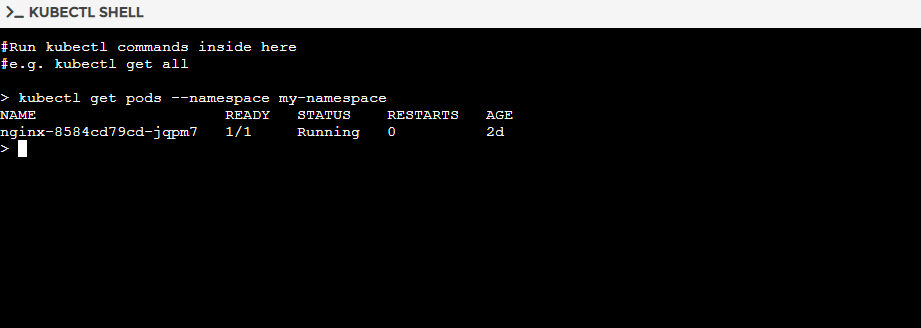 >_ KUBECTL SHELL
#Run kubectl commands inside here
#e.g. kubectl get all
> kubectl get pods --namespace my-namespace
NAME READY STATUS RESTARTS AGE
nginx-8584cd79cd-jqpm7 1/1 Running 0 2d
>